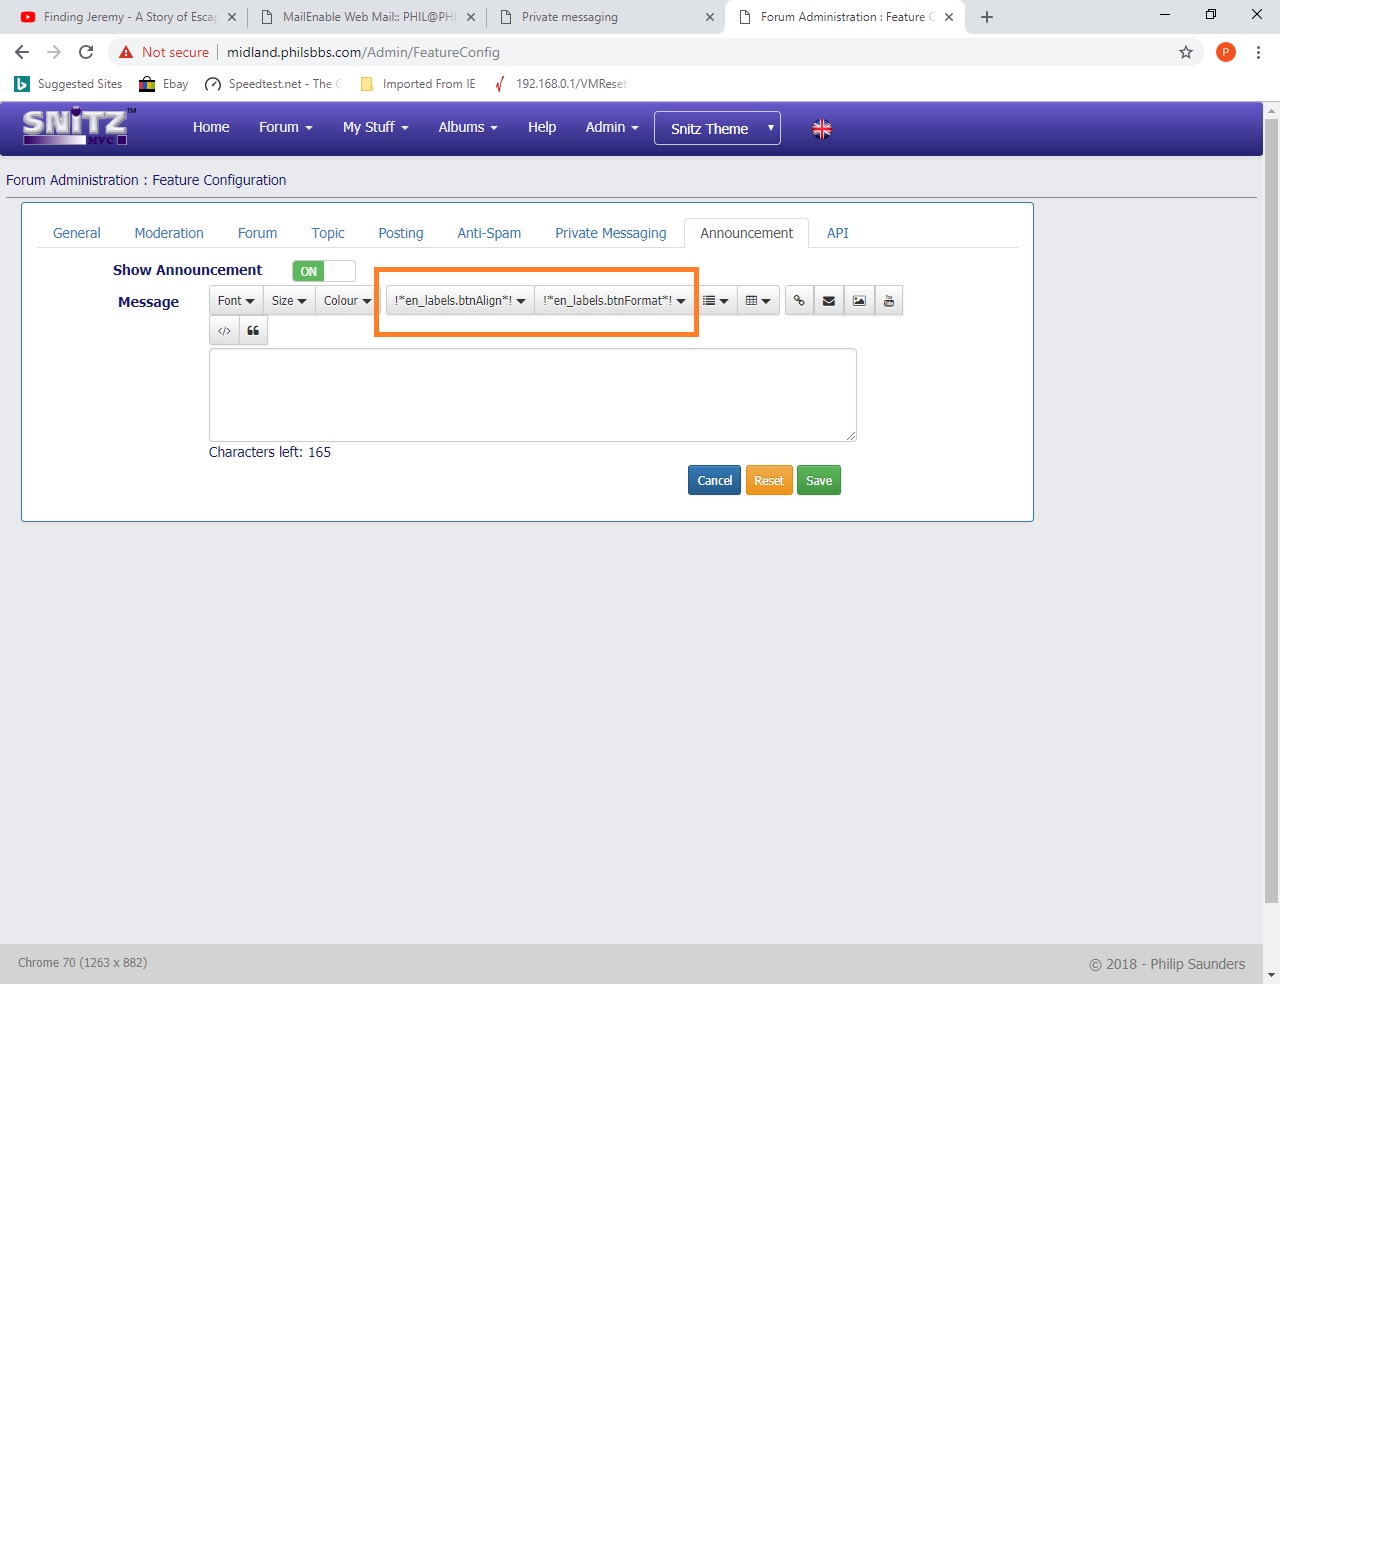 Finding Jeremy - A Story of Escap
MailEnable Web Mail:: PHIL@PHI
Private messaging
Forum Administration : Feature C
Not secure midland.philsbbs.com/Admin/FeatureConfig P
Suggested Sites Ebay Speedtest.net - The G Imported From IE 192.168.0.1/VMReset
SNiTZ™ MVC
Home Forum My Stuff Albums Help Admin Snitz Theme
Forum Administration : Feature Configuration
General Moderation Forum Topic Posting Anti-Spam Private Messaging Announcement API
Show Announcement ON
Message Font Size Colour !*en_labels.btnAlign*! !*en_labels.btnFormat*!
Characters left: 165
Cancel Reset Save
Chrome 70 (1263 x 882) © 2018 - Philip Saunders